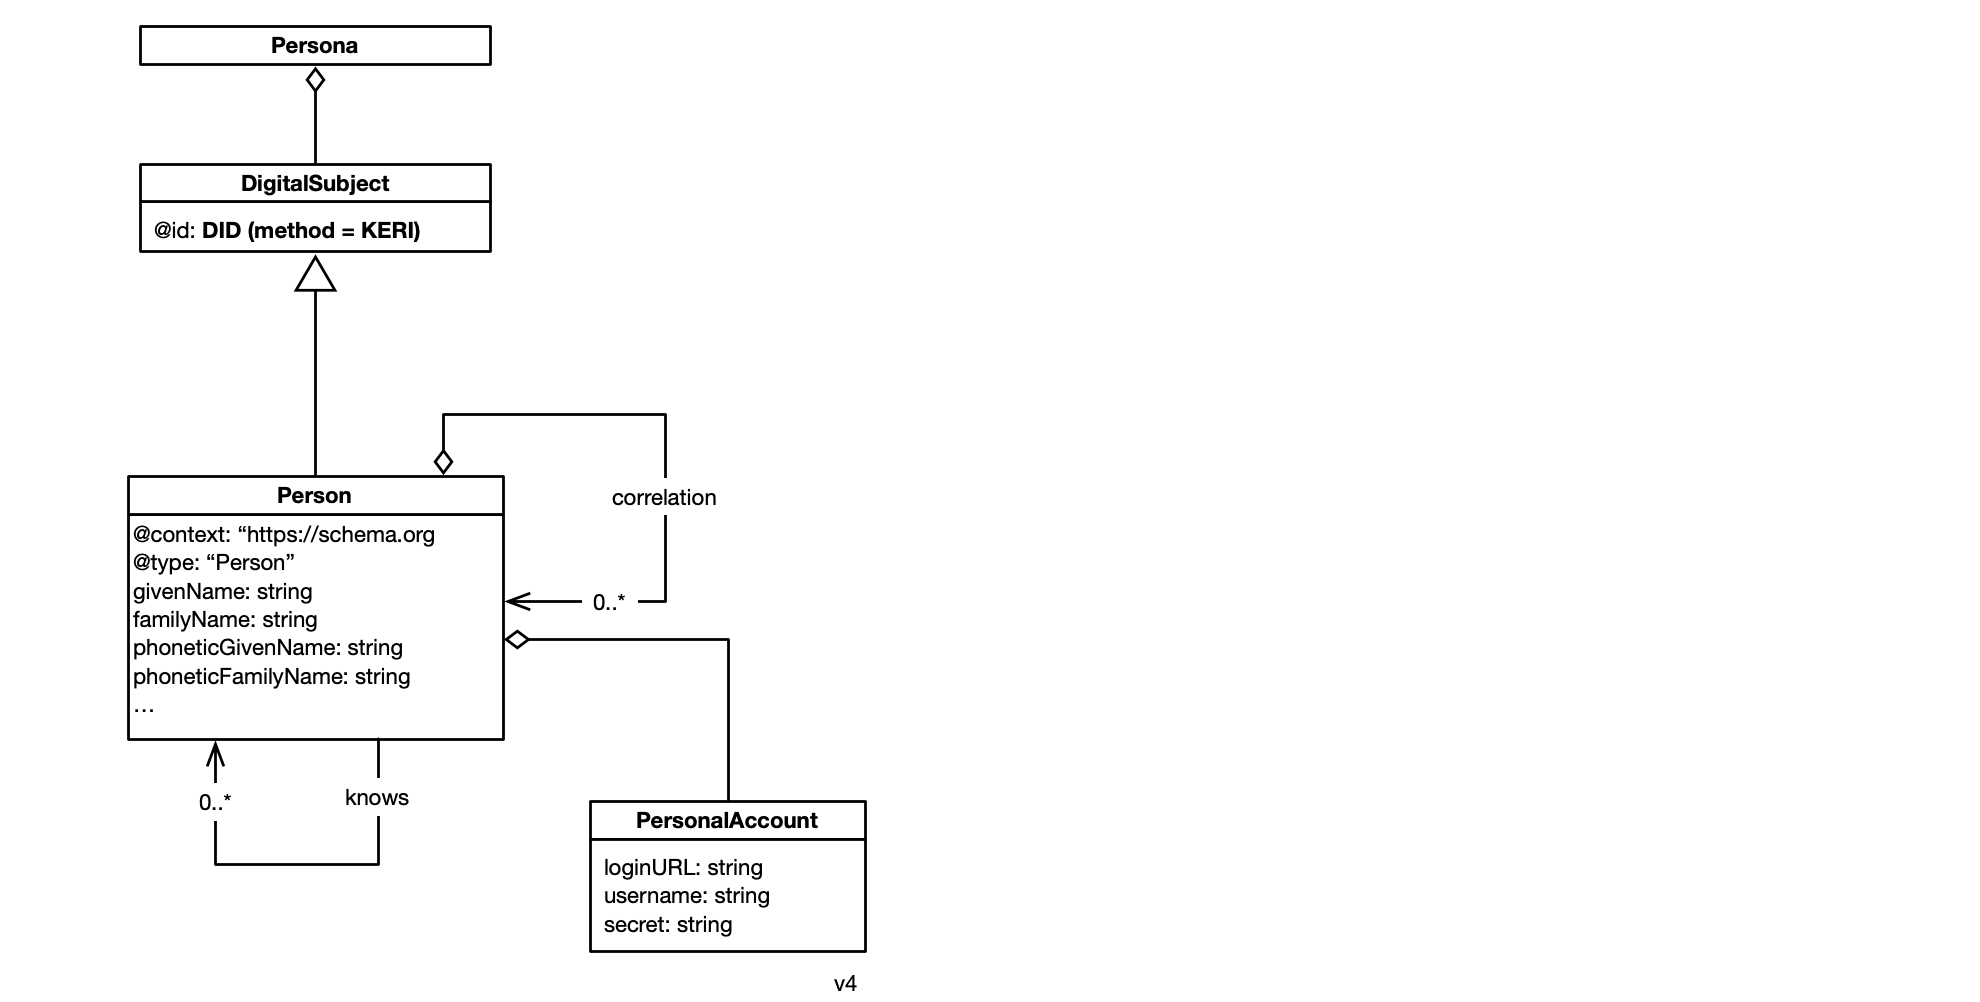 Persona
DigitalSubject
@id: DID (method = KERI)
correlation
Person
@context: “https://schema.org
@type: “Person”
givenName: string
familyName: string
phoneticGivenName: string
phoneticFamilyName: string
...
0..*
0..*
knows
PersonalAccount
loginURL: string
username: string
secret: string
v4